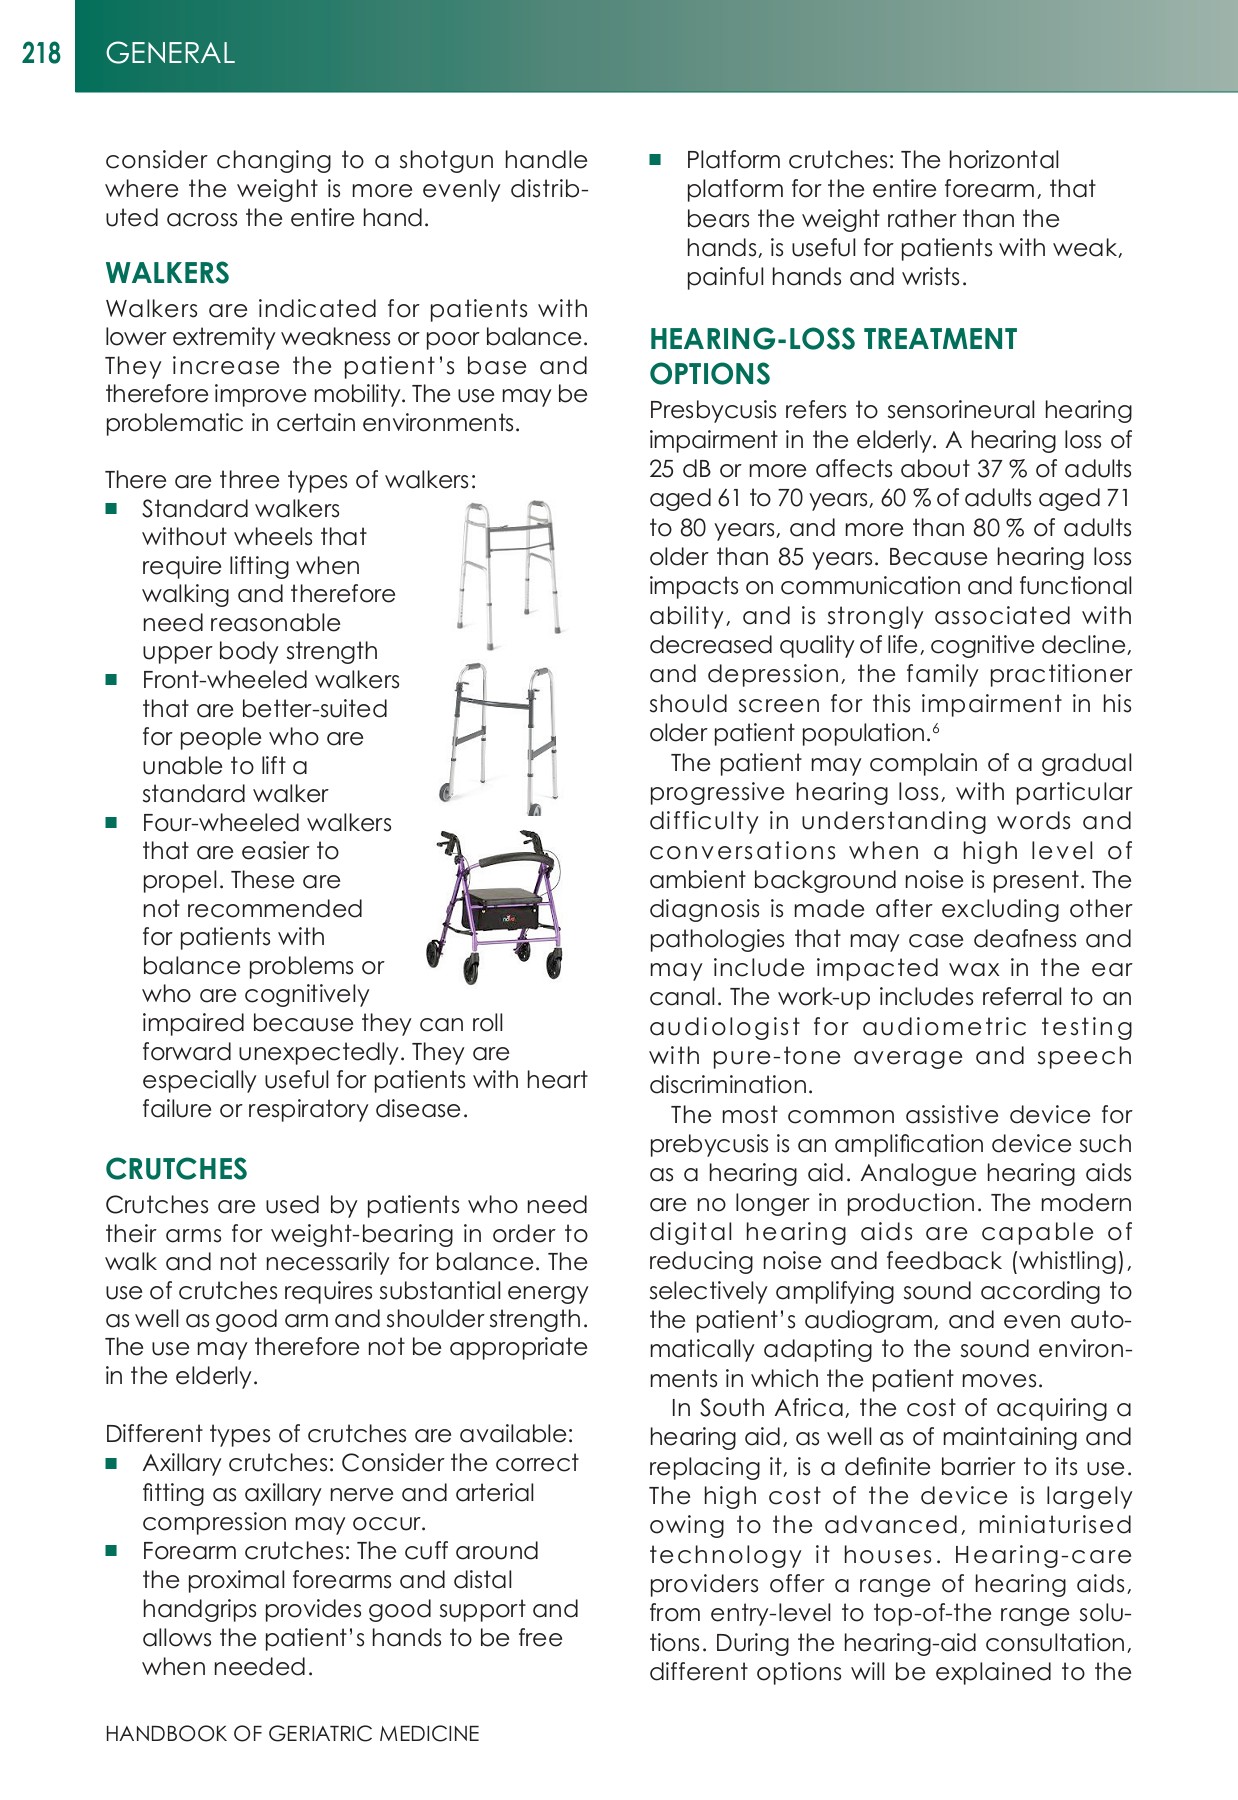 218
GENERAL
consider changing to a shotgun handle
where the weight is more evenly distrib-
uted across the entire hand.
WALKERS
Walkers are indicated for patients with
lower extremity weakness or poor balance.
They increase the patient's base and
therefore improve mobility. The use may be
problematic in certain environments.
There are three types of walkers:
■ Standard walkers
without wheels that
require lifting when
walking and therefore
need reasonable
upper body strength
■ Front-wheeled walkers
that are better-suited
for people who are
unable to lift a
standard walker
■ Four-wheeled walkers
that are easier to
propel. These are
not recommended
for patients with
balance problems or
who are cognitively
impaired because they can roll
forward unexpectedly. They are
especially useful for patients with heart
failure or respiratory disease.
CRUTCHES
Crutches are used by patients who need
their arms for weight-bearing in order to
walk and not necessarily for balance. The
use of crutches requires substantial energy
as well as good arm and shoulder strength.
The use may therefore not be appropriate
in the elderly.
Different types of crutches are available:
■ Axillary crutches: Consider the correct
fitting as axillary nerve and arterial
compression may occur.
■ Forearm crutches: The cuff around
the proximal forearms and distal
handgrips provides good support and
allows the patient's hands to be free
when needed.
■ Platform crutches: The horizontal
platform for the entire forearm, that
bears the weight rather than the
hands, is useful for patients with weak,
painful hands and wrists.
HEARING-LOSS TREATMENT
OPTIONS
Presbycusis refers to sensorineural hearing
impairment in the elderly. A hearing loss of
25 dB or more affects about 37 % of adults
aged 61 to 70 years, 60 % of adults aged 71
to 80 years, and more than 80 % of adults
older than 85 years. Because hearing loss
impacts on communication and functional
ability, and is strongly associated with
decreased quality of life, cognitive decline,
and depression, the family practitioner
should screen for this impairment in his
older patient population.⁶
The patient may complain of a gradual
progressive hearing loss, with particular
difficulty in understanding words and
conversations when a high level of
ambient background noise is present. The
diagnosis is made after excluding other
pathologies that may case deafness and
may include impacted wax in the ear
canal. The work-up includes referral to an
audiologist for audiometric testing
with pure-tone average and speech
discrimination.
The most common assistive device for
prebycusis is an amplification device such
as a hearing aid. Analogue hearing aids
are no longer in production. The modern
digital hearing aids are capable of
reducing noise and feedback (whistling),
selectively amplifying sound according to
the patient's audiogram, and even auto-
matically adapting to the sound environ-
ments in which the patient moves.
In South Africa, the cost of acquiring a
hearing aid, as well as of maintaining and
replacing it, is a definite barrier to its use.
The high cost of the device is largely
owing to the advanced, miniaturised
technology it houses. Hearing-care
providers offer a range of hearing aids,
from entry-level to top-of-the range solu-
tions. During the hearing-aid consultation,
different options will be explained to the
HANDBOOK OF GERIATRIC MEDICINE